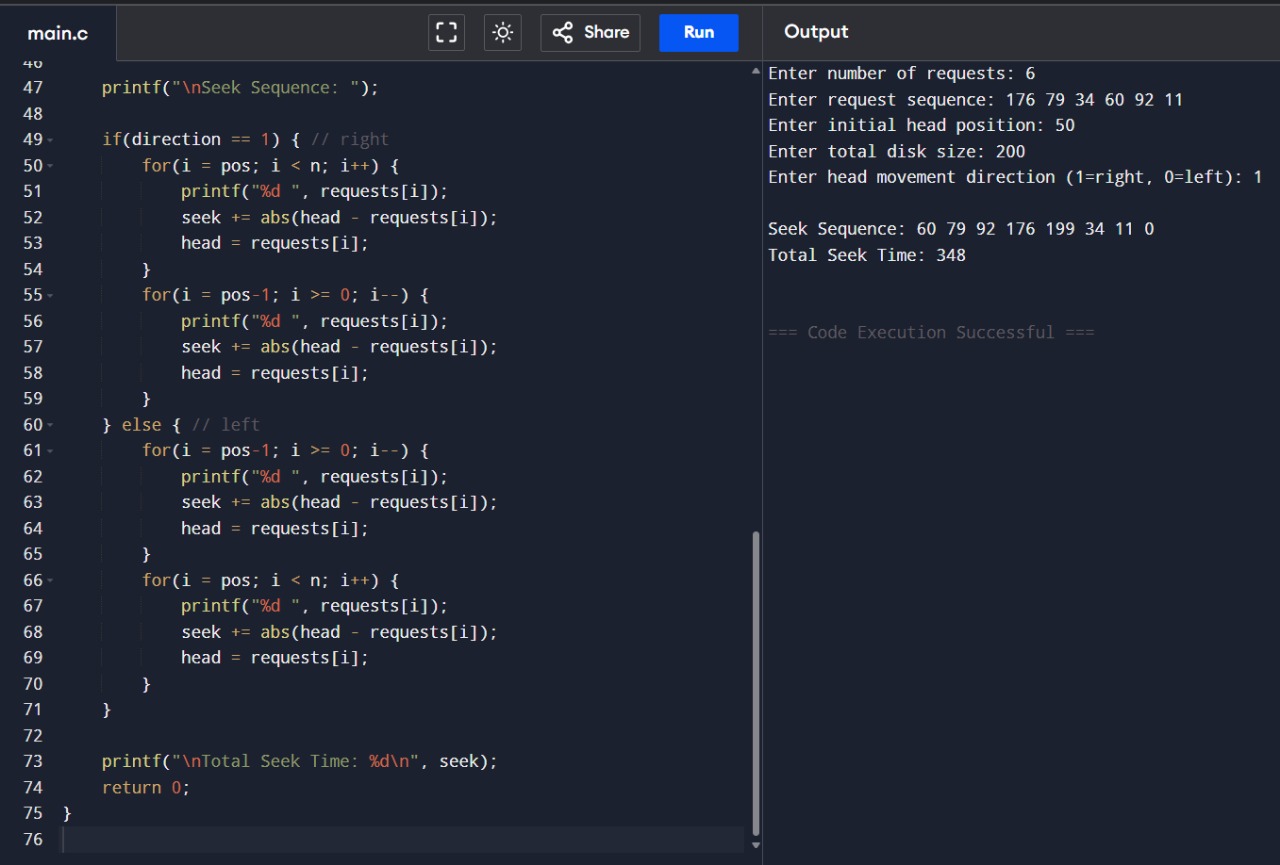 main.c
Share
Run
Output
46
47 printf("\nSeek Sequence: ");
48
49 if(direction == 1) { // right
50 for(i = pos; i < n; i++) {
51 printf("%d ", requests[i]);
52 seek += abs(head - requests[i]);
53 head = requests[i];
54 }
55 for(i = pos-1; i >= 0; i--) {
56 printf("%d ", requests[i]);
57 seek += abs(head - requests[i]);
58 head = requests[i];
59 }
60 } else { // left
61 for(i = pos-1; i >= 0; i--) {
62 printf("%d ", requests[i]);
63 seek += abs(head - requests[i]);
64 head = requests[i];
65 }
66 for(i = pos; i < n; i++) {
67 printf("%d ", requests[i]);
68 seek += abs(head - requests[i]);
69 head = requests[i];
70 }
71 }
72
73 printf("\nTotal Seek Time: %d\n", seek);
74 return 0;
75 }
76
Enter number of requests: 6
Enter request sequence: 176 79 34 60 92 11
Enter initial head position: 50
Enter total disk size: 200
Enter head movement direction (1=right, 0=left): 1
Seek Sequence: 60 79 92 176 199 34 11 0
Total Seek Time: 348
=== Code Execution Successful ===